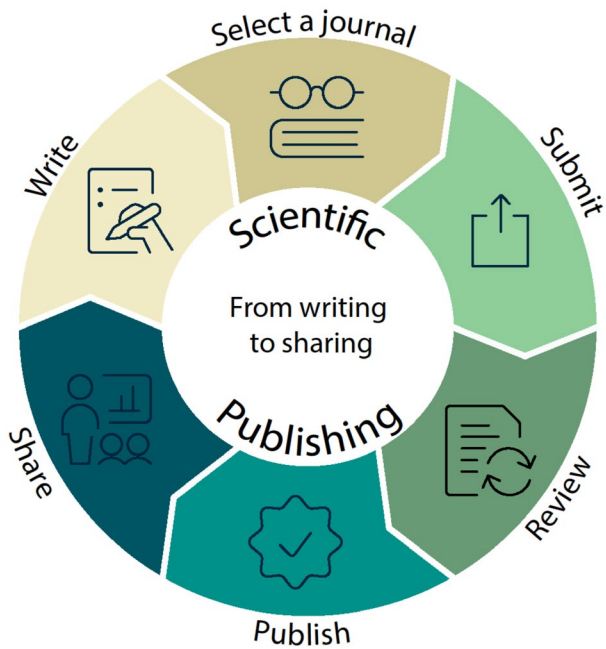 Select a journal
Submit
Review
Publish
Share
Write
Scientific
From writing
to sharing
Publishing